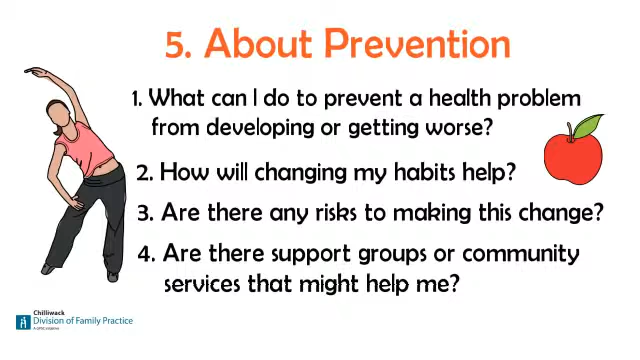 5. About Prevention
1. What can I do to prevent a health problem
from developing or getting worse?
2. How will changing my habits help?
3. Are there any risks to making this change?
4. Are there support groups or community
services that might help me?
Chilliwack
Division of Family Practice
A GPSC initiative